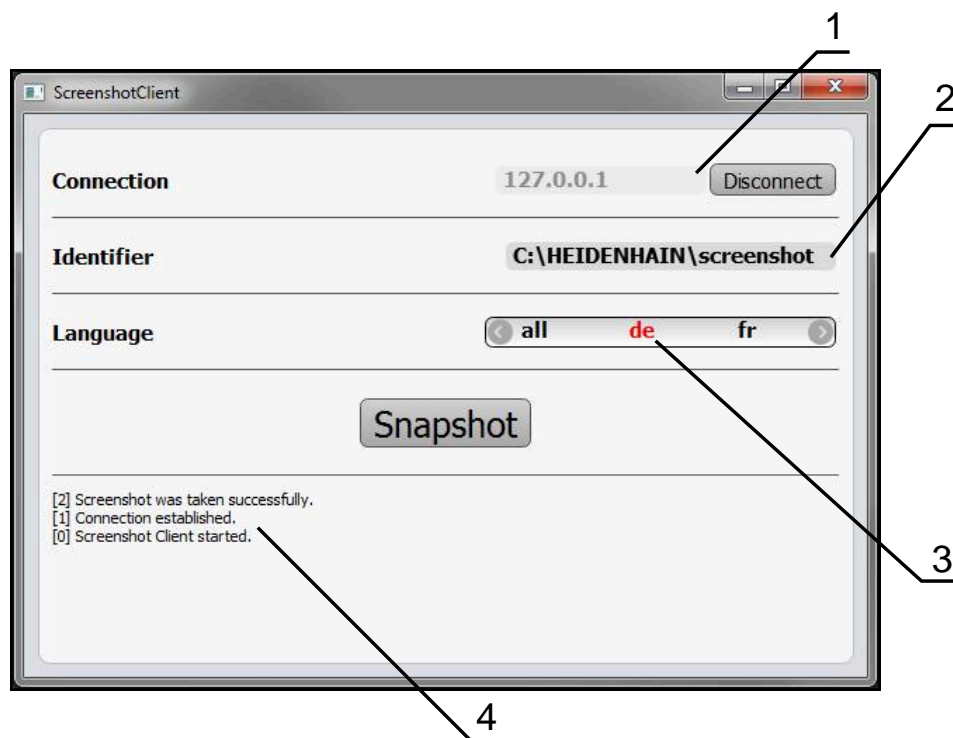 1
ScreenshotClient
2
Connection 127.0.0.1 Disconnect
Identifier C:\HEIDENHAIN\screenshot
Language all de fr
Snapshot
[2] Screenshot was taken successfully.
[1] Connection established.
[0] Screenshot Client started.
3
4